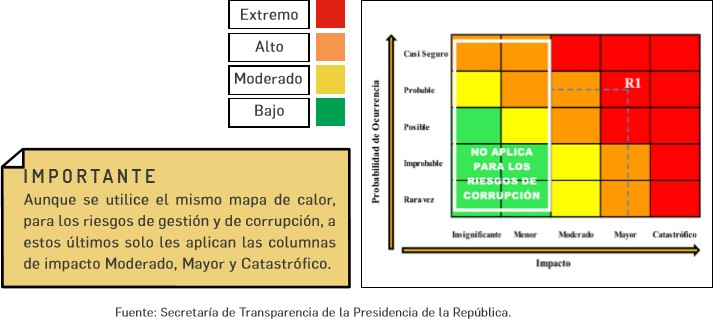 Extremo
Alto
Moderado
Bajo
IMPORTANTE
Aunque se utilice el mismo mapa de calor,
para los riesgos de gestión y de corrupción, a
estos últimos solo les aplican las columnas
de impacto Moderado, Mayor y Catastrófico.
Probabilidad de Ocurrencia
Casi Seguro
Probable
Posible
Improbable
Rara vez
R1
NO APLICA
PARA LOS
RIESGOS DE
CORRUPCIÓN
Insignificante Menor Moderado Mayor Catastrófico
Impacto
Fuente: Secretaría de Transparencia de la Presidencia de la República.